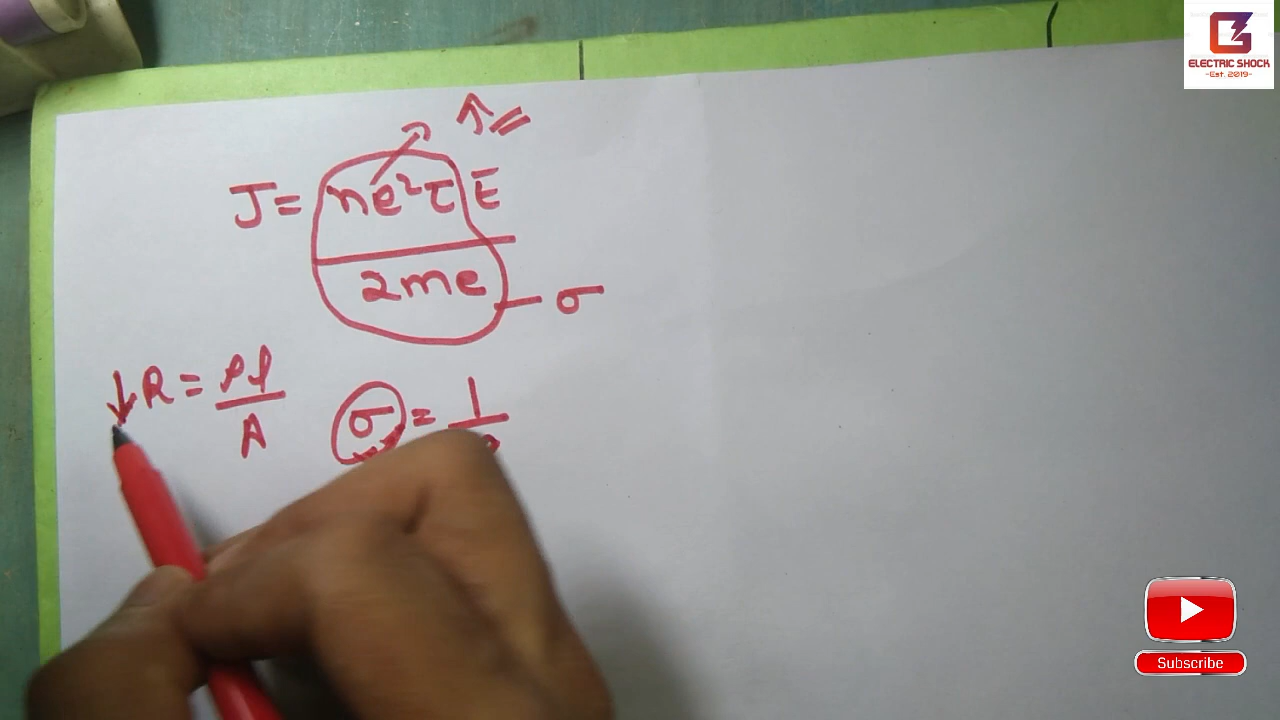 ELECTRIC SHOCK
-Est. 2019-
↑
J = ne²τE
2me
σ
↓R = ρl
A
σ = 1
Subscribe